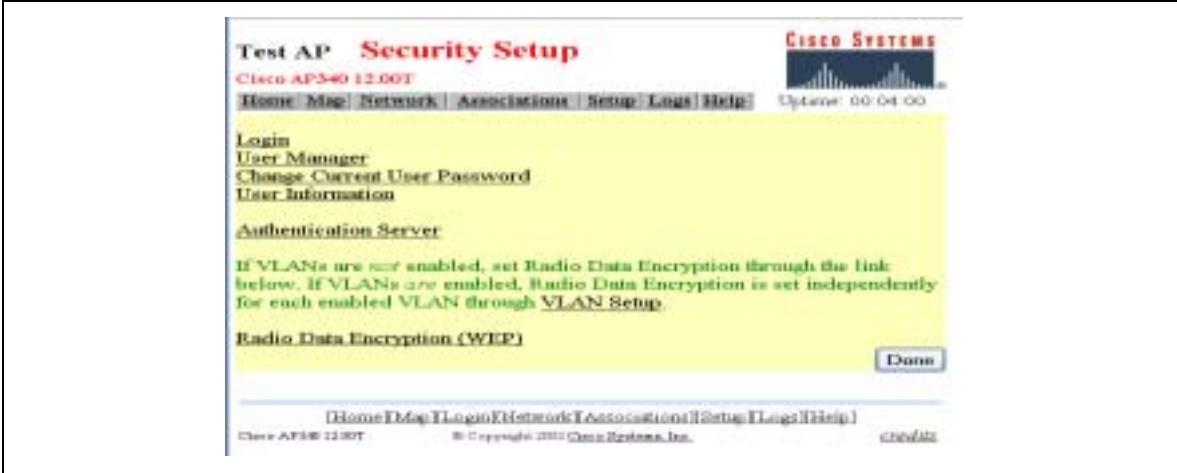 CISCO SYSTEMS
Test AP Security Setup
Cisco AP340 12.00T
Home Map Network Associations Setup Logs Help
Uptime: 00:04:00
Login
User Manager
Change Current User Password
User Information
Authentication Server
If VLANs are not enabled, set Radio Data Encryption through the link
below. If VLANs are enabled, Radio Data Encryption is set independently
for each enabled VLAN through VLAN Setup.
Radio Data Encryption (WEP)
Done
[Home][Map][Login][Network][Associations][Setup][Logs][Help]
Cisco AP340 12.00T
© Copyright 2002 Cisco Systems, Inc.
credits